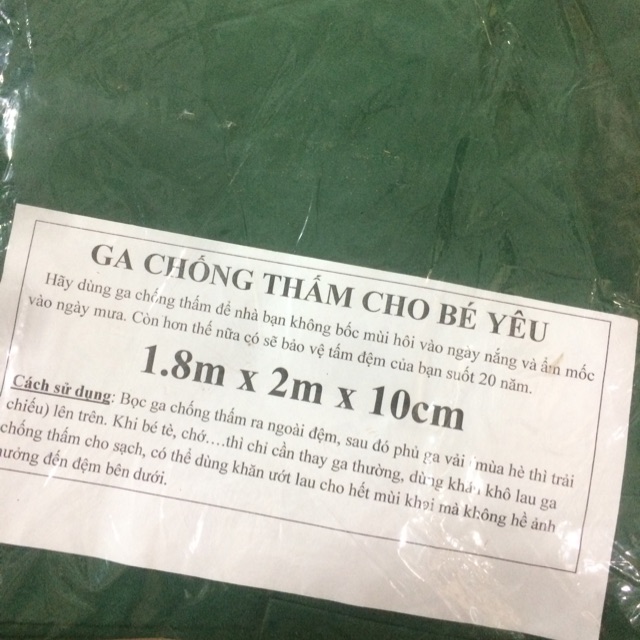 GA CHỐNG THẤM CHO BÉ YÊU
Hãy dùng ga chống thấm để nhà bạn không bốc mùi hôi vào ngày nắng và ẩm mốc
vào ngày mưa. Còn hơn thế nữa có sẽ bảo vệ tấm đệm của bạn suốt 20 năm.
1.8m x 2m x 10cm
Cách sử dụng: Bọc ga chống thấm ra ngoài đệm, sau đó phủ ga vải mùa hè thì trải
chiếu) lên trên. Khi bé tè, chớ....thì chỉ cần thay ga thường, dùng khăn khô lau ga
chống thấm cho sạch, có thể dùng khăn ướt lau cho hết mùi khai mà không hề ảnh
hưởng đến đệm bên dưới.